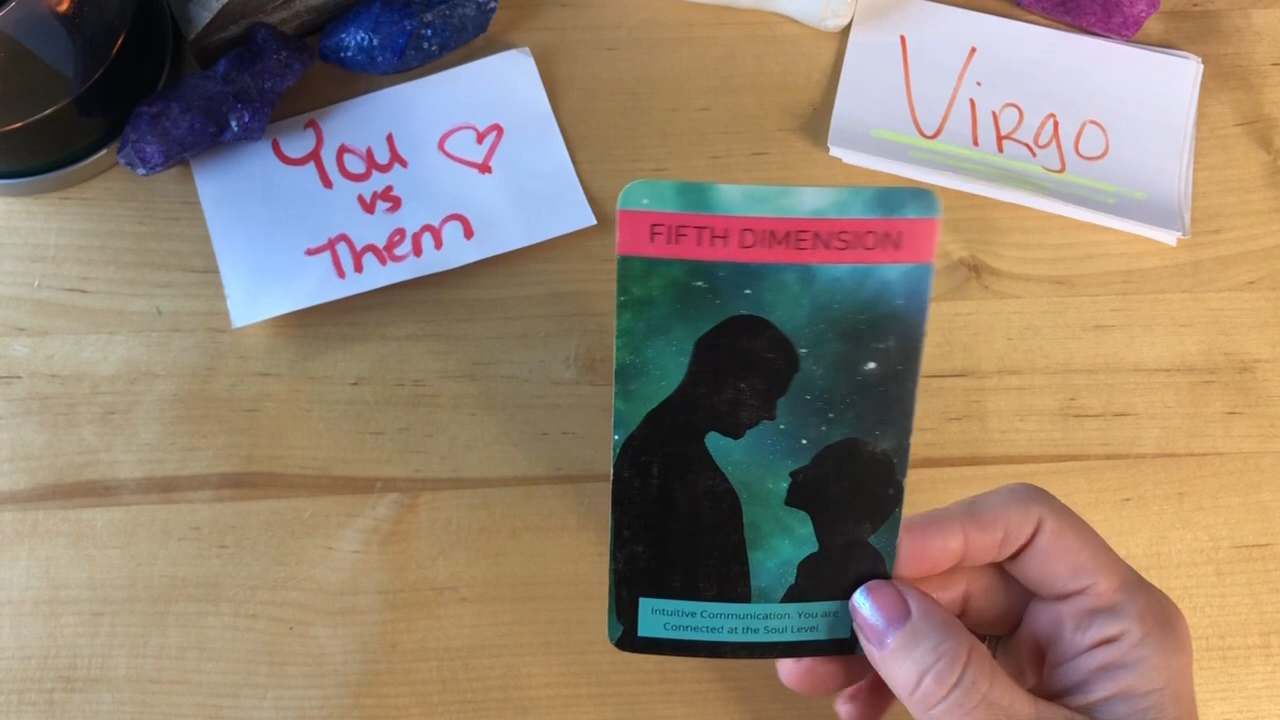 You
vs
Them
Virgo
FIFTH DIMENSION
Intuitive Communication. You are
Connected at the Soul Level.